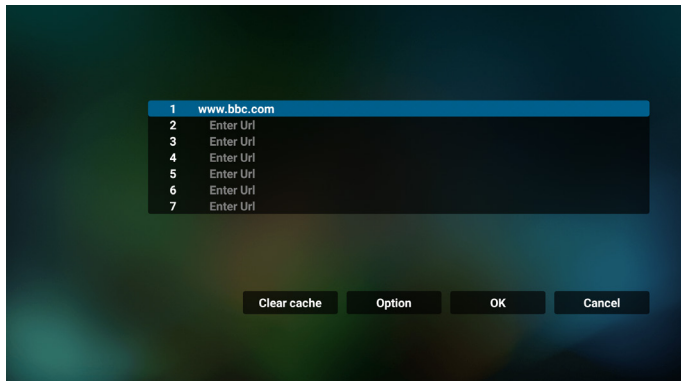 1 www.bbc.com
2 Enter Url
3 Enter Url
4 Enter Url
5 Enter Url
6 Enter Url
7 Enter Url
Clear cache Option OK Cancel